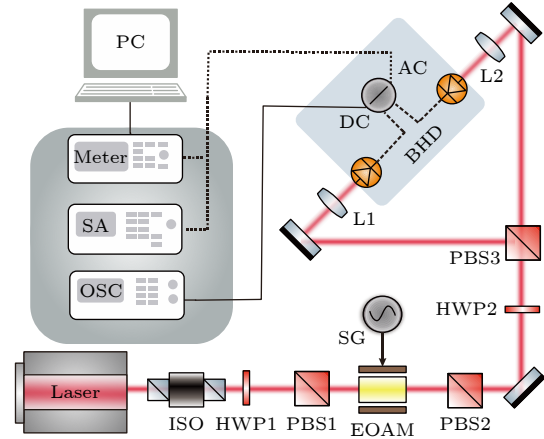 PC
AC
L2
DC
BHD
Meter
L1
SA
PBS3
OSC
HWP2
SG
Laser
ISO
HWP1
PBS1
EOAM
PBS2